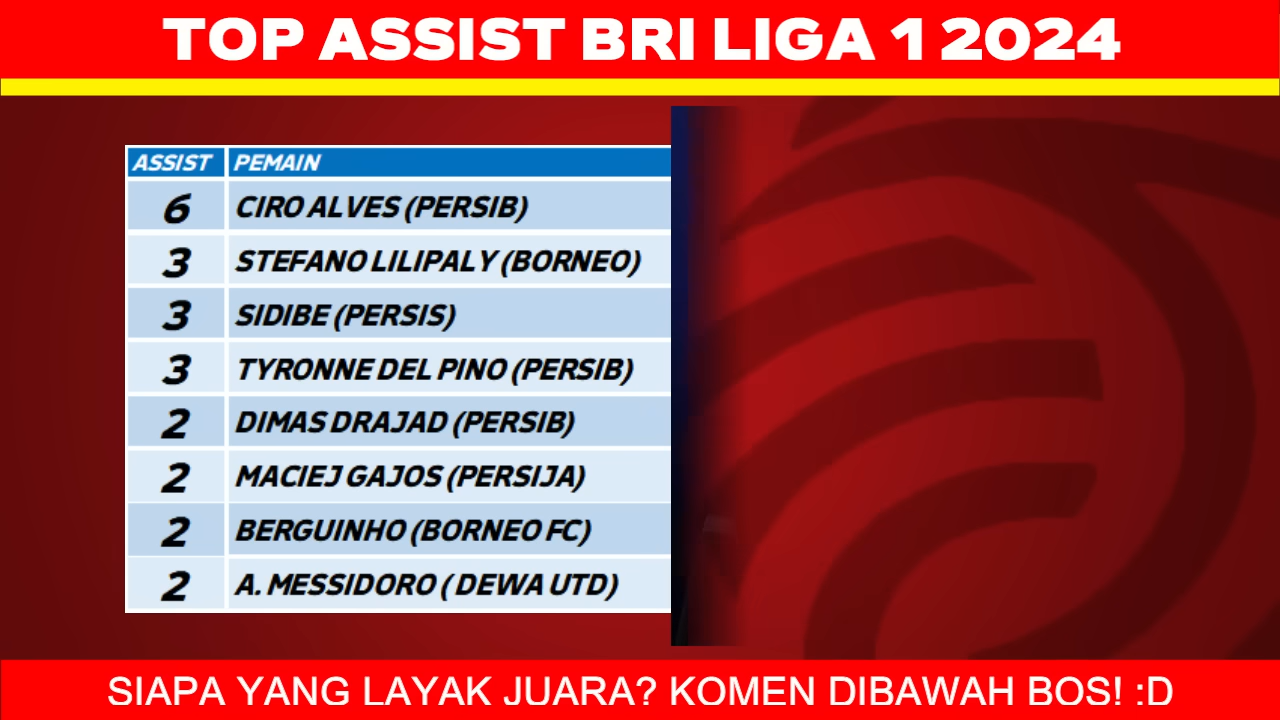 TOP ASSIST BRI LIGA 1 2024
ASSIST PEMAIN
6 CIRO ALVES (PERSIB)
3 STEFANO LILIPALY (BORNEO)
3 SIDIBE (PERSIS)
3 TYRONNE DEL PINO (PERSIB)
2 DIMAS DRAJAD (PERSIB)
2 MACIEJ GAJOS (PERSIJA)
2 BERGUINHO (BORNEO FC)
2 A. MESSIDORO ( DEWA UTD)
SIAPA YANG LAYAK JUARA? KOMEN DIBAWAH BOS! :D